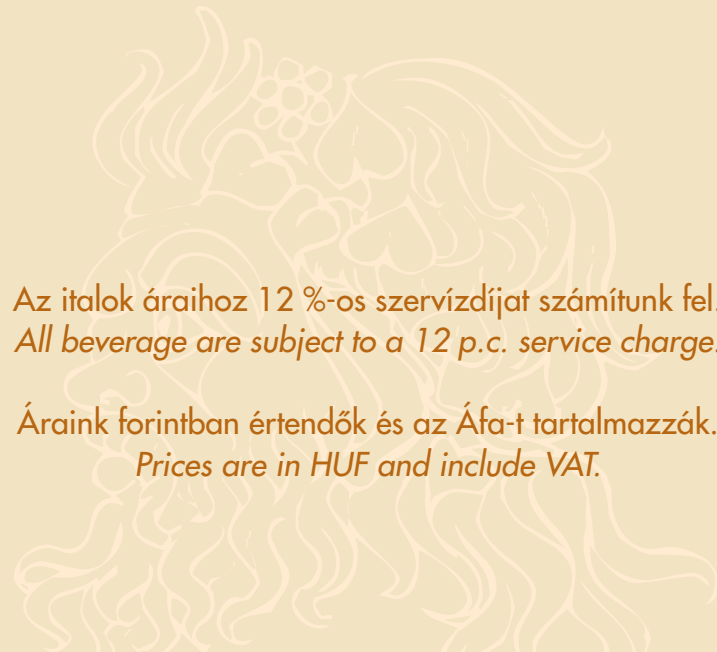 Az italok áraihoz 12 %-os szervízdíjat számítunk fel.
All beverage are subject to a 12 p.c. service charge.
Áraink forintban értendők és az Áfa-t tartalmazzák.
Prices are in HUF and include VAT.